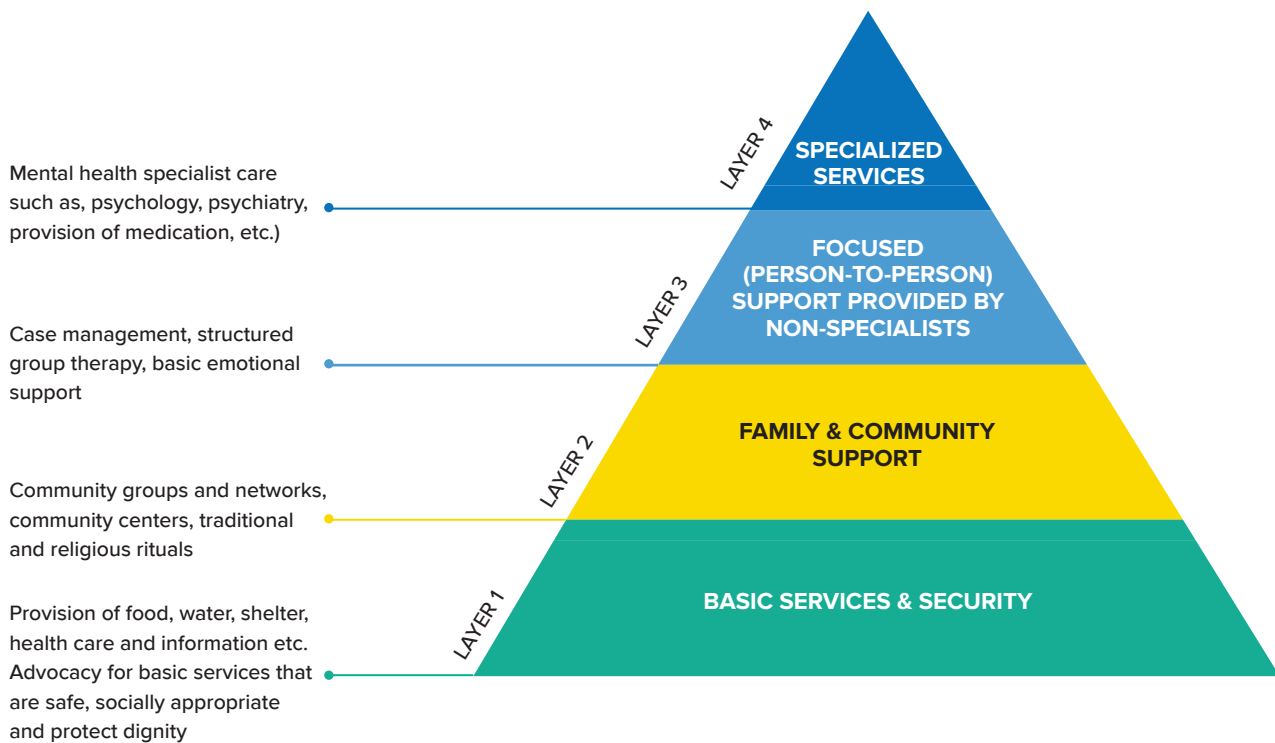 LAYER 4
SPECIALIZED
SERVICES
Mental health specialist care
such as, psychology, psychiatry,
provision of medication, etc.)
LAYER 3
FOCUSED
(PERSON-TO-PERSON)
SUPPORT PROVIDED BY
NON-SPECIALISTS
Case management, structured
group therapy, basic emotional
support
LAYER 2
FAMILY & COMMUNITY
SUPPORT
Community groups and networks,
community centers, traditional
and religious rituals
LAYER 1
BASIC SERVICES & SECURITY
Provision of food, water, shelter,
health care and information etc.
Advocacy for basic services that
are safe, socially appropriate
and protect dignity